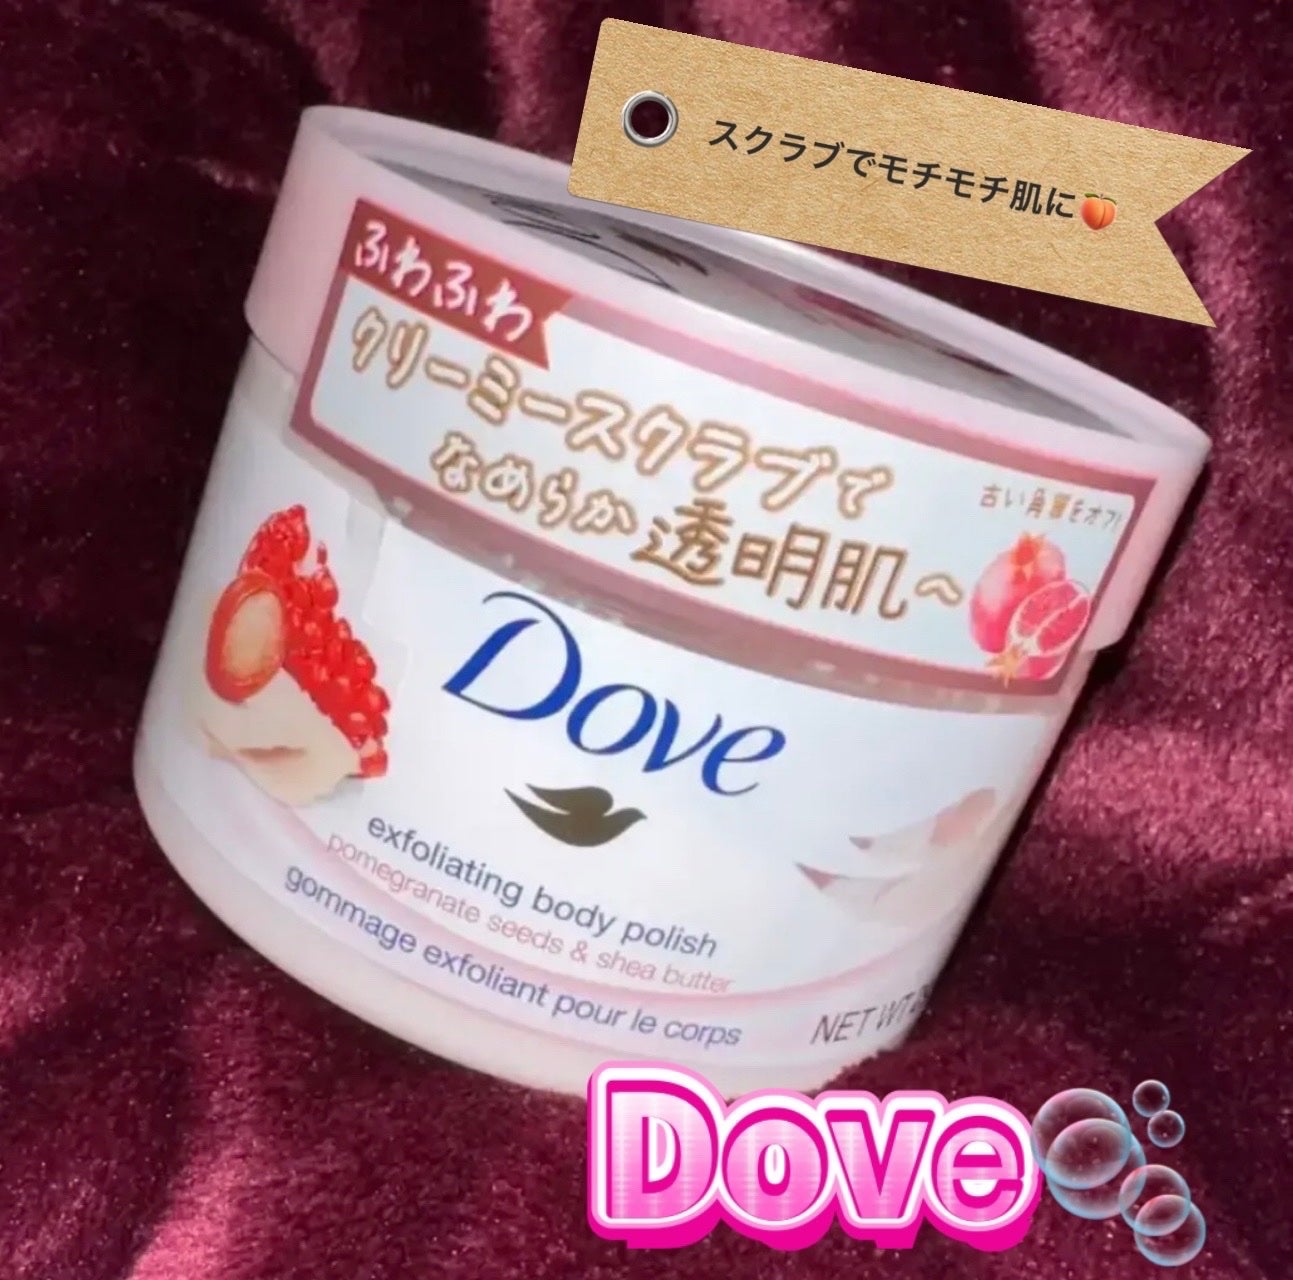 スクラブでモチモチ肌に🍑
ふわふわ
クリーミースクラブで
なめらか透明肌へ
古い角質をオフ!
Dove
exfoliating body polish
pomegranate seeds & shea butter
gommage exfoliant pour le corps
NET WT
Dove